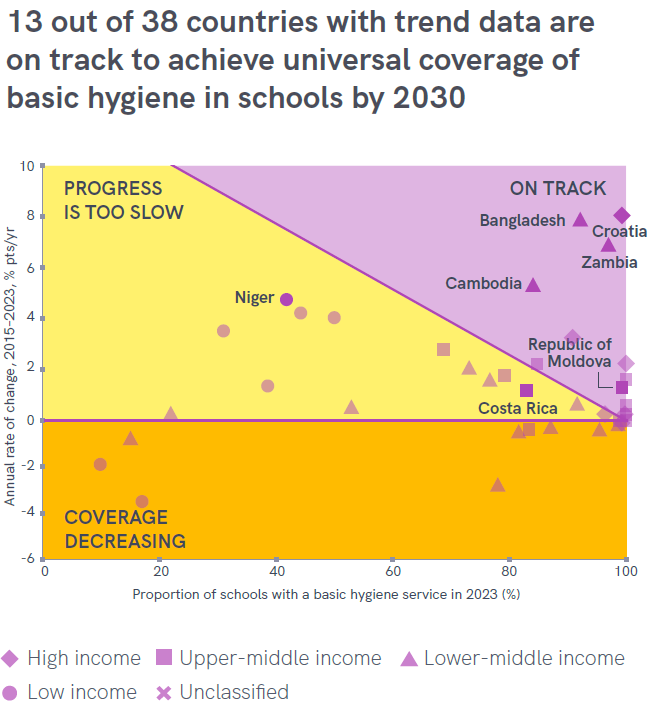 13 out of 38 countries with trend data are
on track to achieve universal coverage of
basic hygiene in schools by 2030
10
8
6
4
2
0
-2
-4
-6
Annual rate of change, 2015–2023, % pts/yr
PROGRESS
IS TOO SLOW
ON TRACK
Bangladesh
Croatia
Zambia
Cambodia
Niger
Republic of
Moldova
Costa Rica
COVERAGE
DECREASING
0 20 40 60 80 100
Proportion of schools with a basic hygiene service in 2023 (%)
High income Upper-middle income Lower-middle income
Low income Unclassified